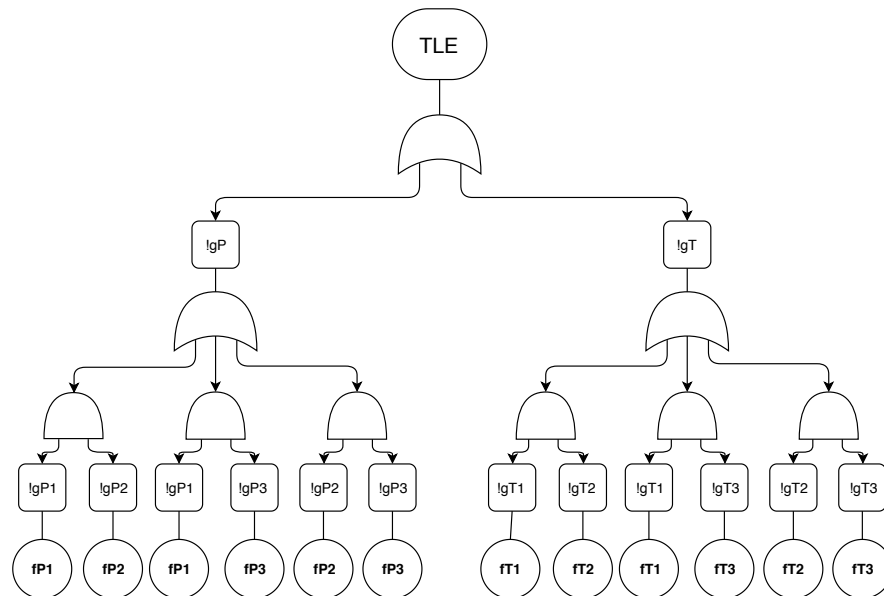 TLE
!gP
!gT
!gP1
!gP2
!gP1
!gP3
!gP2
!gP3
!gT1
!gT2
!gT1
!gT3
!gT2
!gT3
fP1
fP2
fP1
fP3
fP2
fP3
fT1
fT2
fT1
fT3
fT2
fT3